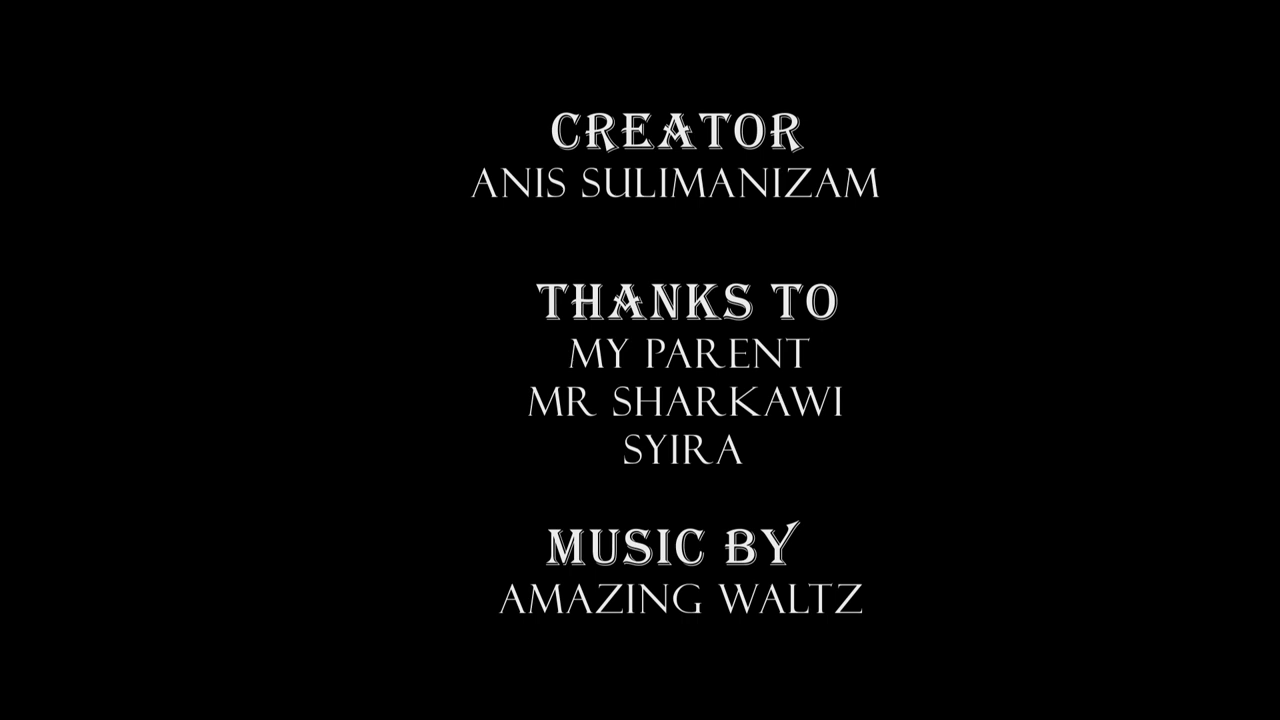 CREATOR
ANIS SULIMANIZAM
THANKS TO
MY PARENT
MR SHARKAWI
SYIRA
MUSIC BY
AMAZING WALTZ